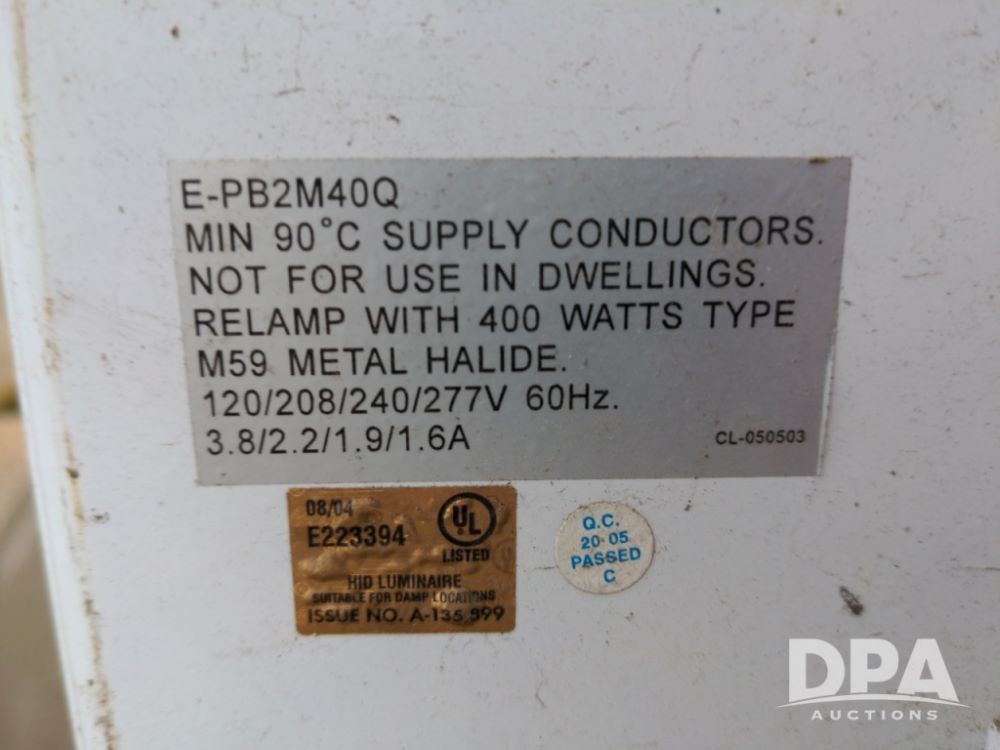 E-PB2M40Q
MIN 90°C SUPPLY CONDUCTORS.
NOT FOR USE IN DWELLINGS.
RELAMP WITH 400 WATTS TYPE
M59 METAL HALIDE.
120/208/240/277V 60Hz.
3.8/2.2/1.9/1.6A
CL-050503
08/04
E223394
UL
LISTED
HID LUMINAIRE
SUITABLE FOR DAMP LOCATIONS
ISSUE NO. A-135,899
Q.C.
20·05
PASSED
C
DPA
AUCTIONS